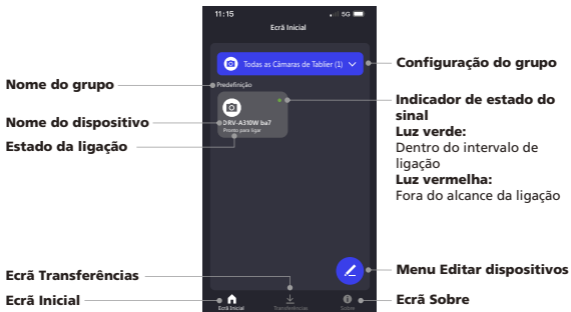 11:15
5G
Ecrã Inicial
Todas as Câmaras de Tablier (1)
Configuração do grupo
Nome do grupo
Predefinição
Indicador de estado do
sinal
Luz verde:
Dentro do intervalo de
ligação
Luz vermelha:
Fora do alcance da ligação
Nome do dispositivo
DRV-A310W ba7
Pronto para ligar
Estado da ligação
Ecrã Transferências
Menu Editar dispositivos
Ecrã Inicial
Ecrã Inicial
Transferências
Sobre
Ecrã Sobre